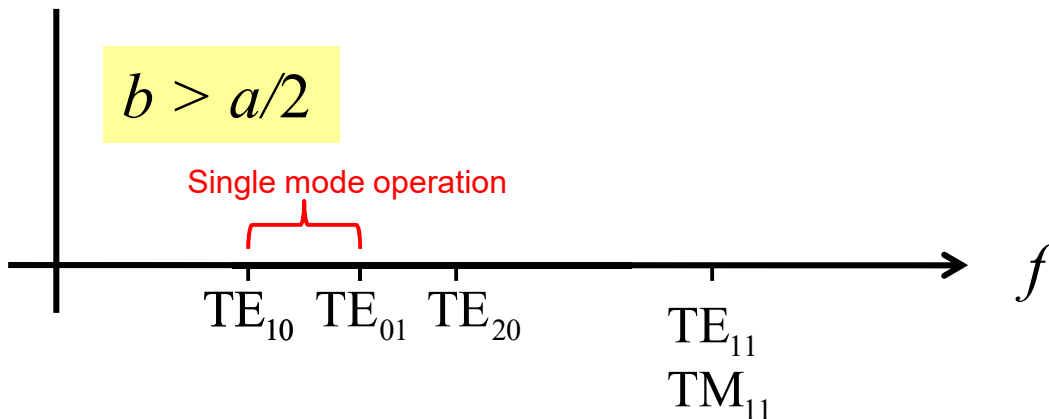 b > a/2
Single mode operation
f
TE₁₀ TE₀₁ TE₂₀ TE₁₁
TM₁₁